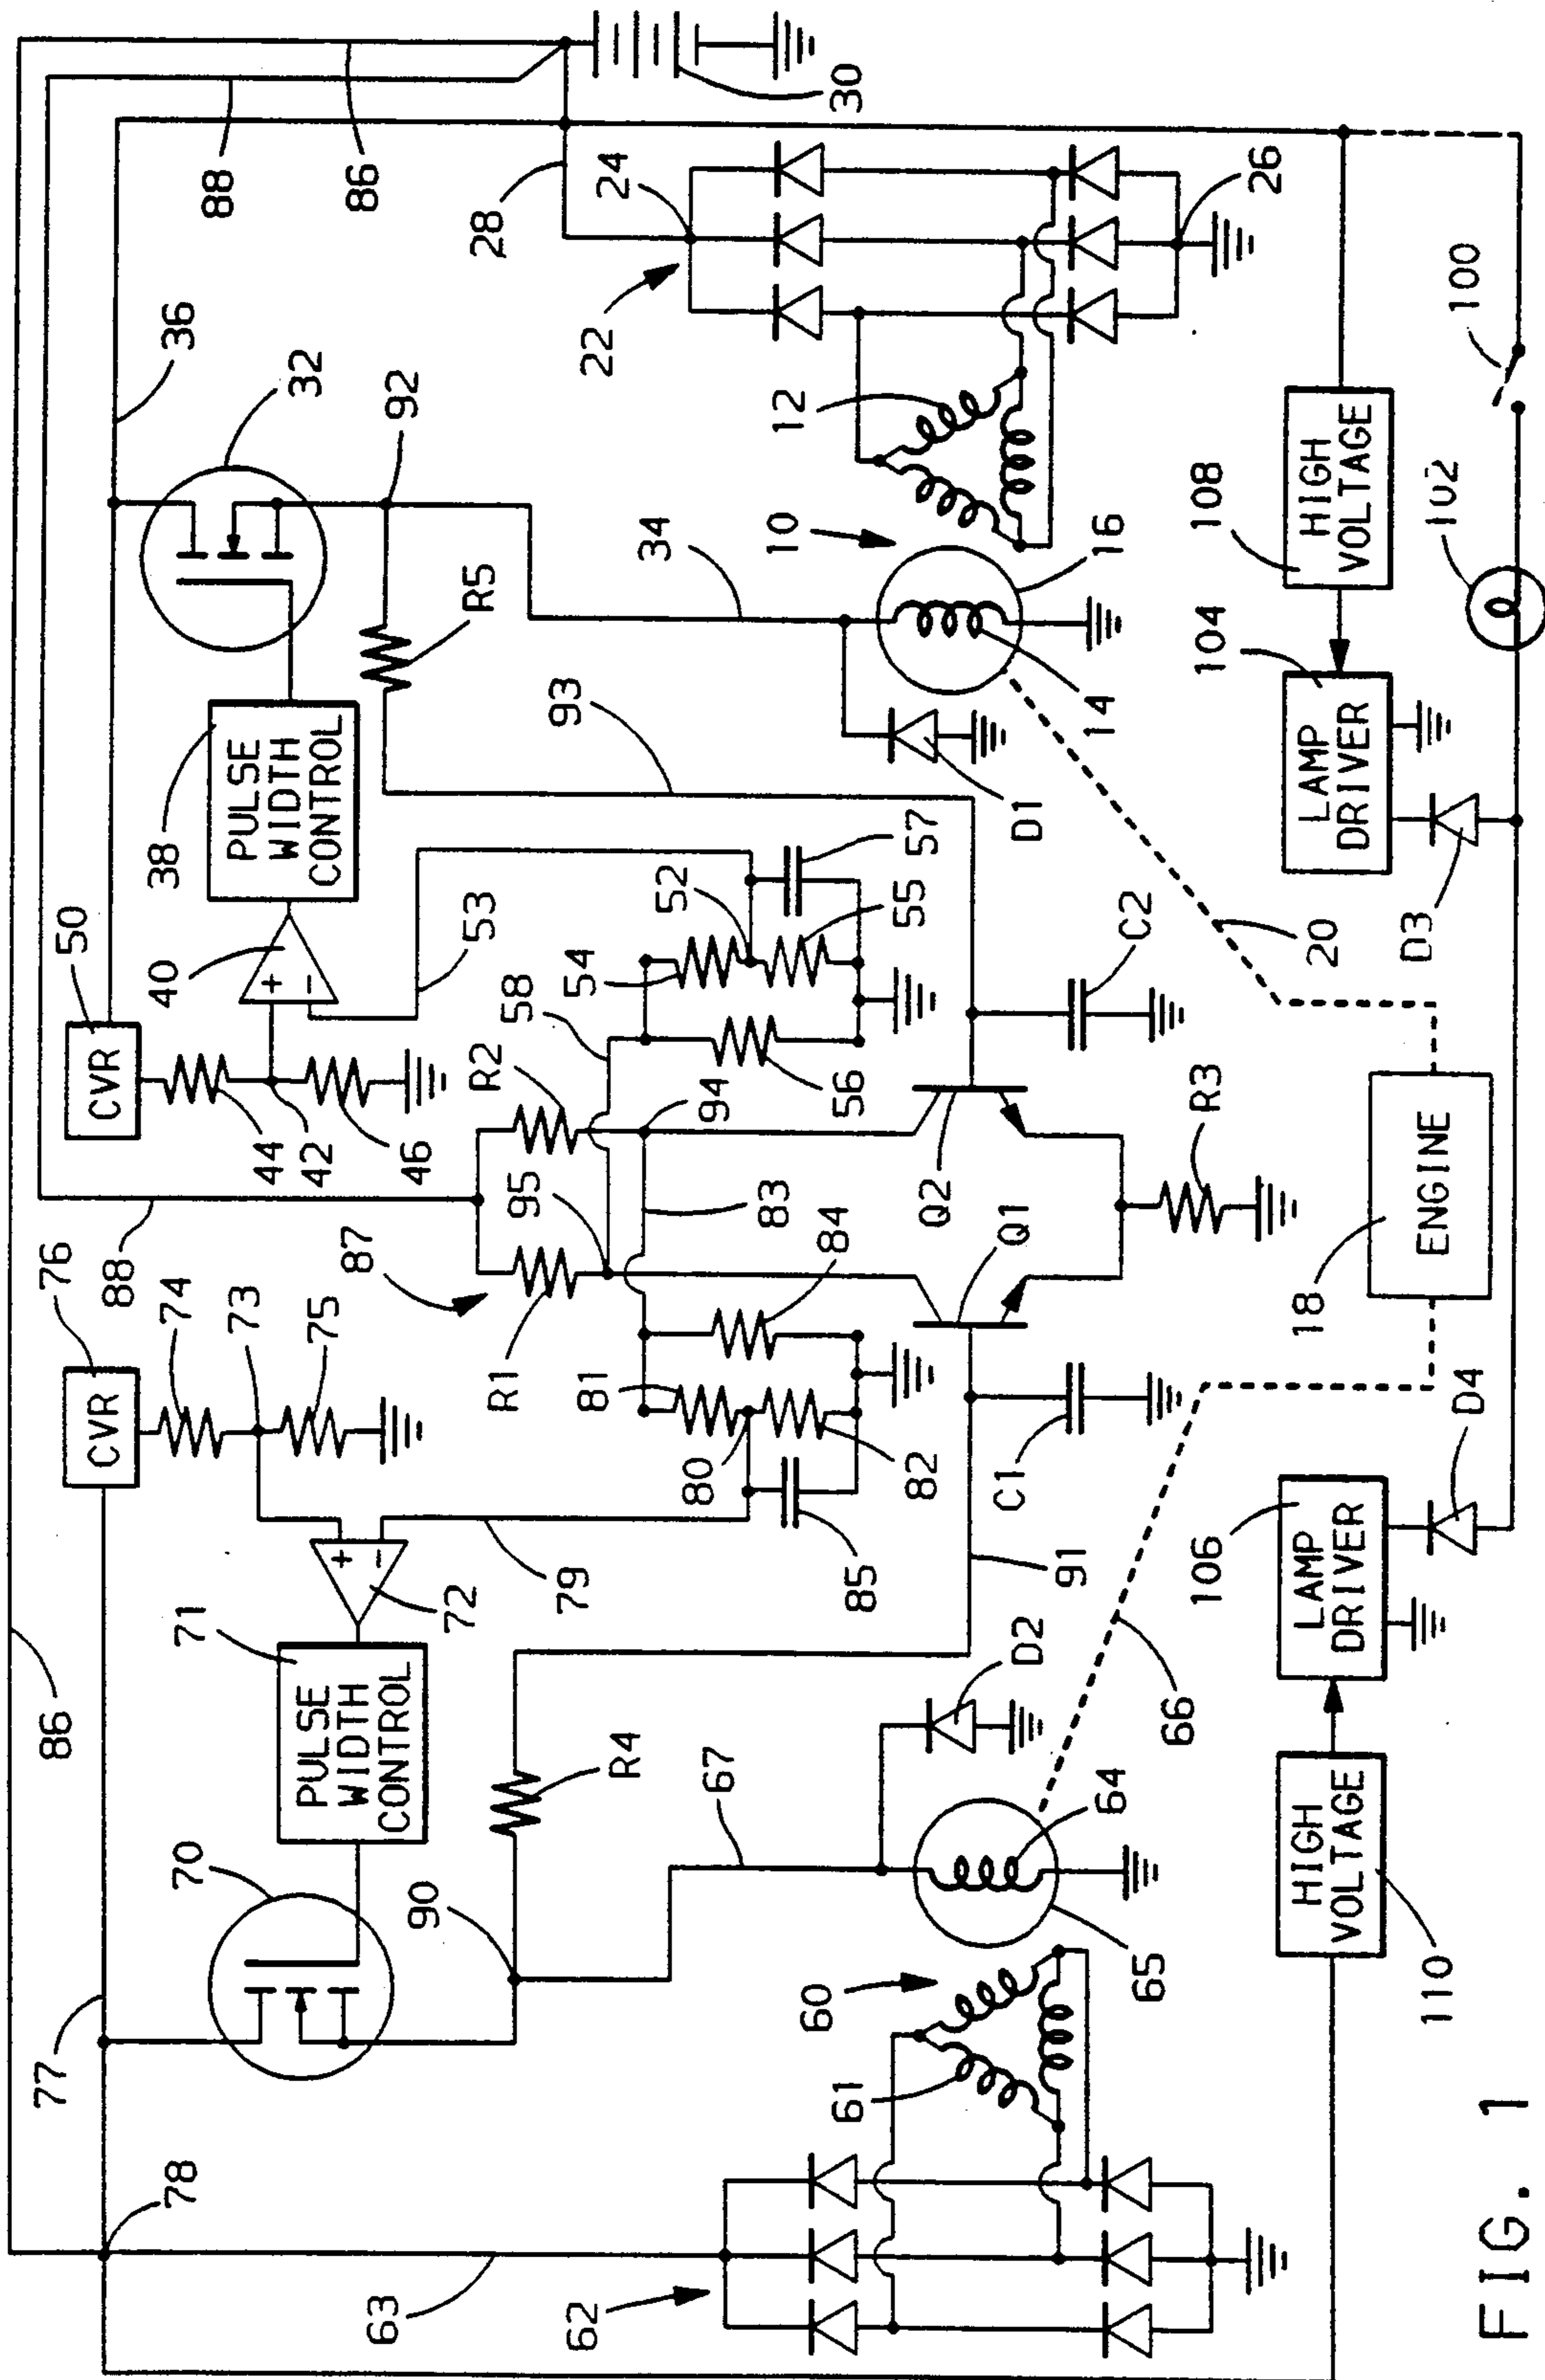 86
88
76
CVR
74
73
75
50
CVR
44
42
46
36
88
86
77
78
70
71
PULSE
WIDTH
CONTROL
+
-
72
79
87
+
-
40
53
38
PULSE
WIDTH
CONTROL
32
92
R5
93
28
24
22
30
63
62
90
R4
67
R1
95
R2
58
94
83
81
80
82
84
85
54
52
55
56
57
61
60
64
65
D2
91
C1
Q1
Q2
C2
R3
D1
34
10
14
16
12
26
66
20
110
HIGH
VOLTAGE
106
LAMP
DRIVER
D4
18
ENGINE
D3
104
LAMP
DRIVER
108
HIGH
VOLTAGE
102
100
FIG. 1